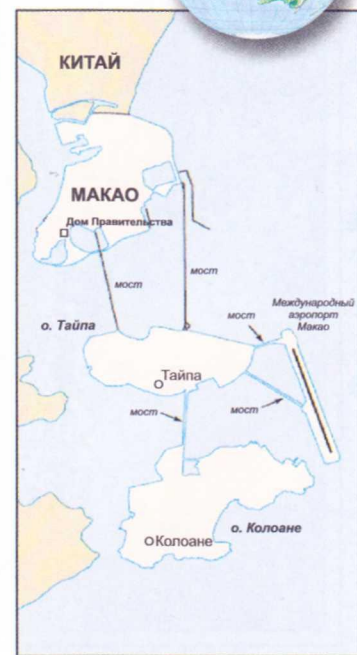 КИТАЙ
МАКАО
Дом Правительства
мост
мост
Международный
аэропорт
Макао
мост
о. Тайпа
Тайпа
мост
мост
о. Колоане
Колоане